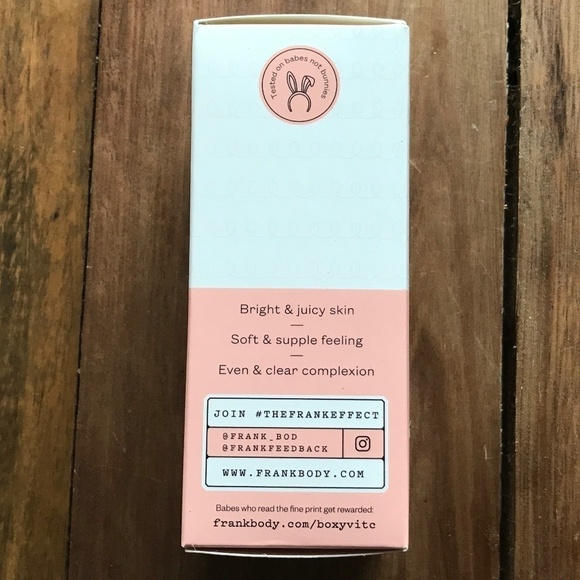 Tested on babes not bunnies
Bright & juicy skin
Soft & supple feeling
Even & clear complexion
JOIN #THEFRANKEFFECT
@FRANK_BOD
@FRANKFEEDBACK
WWW.FRANKBODY.COM
Babes who read the fine print get rewarded:
frankbody.com/boxyvitc